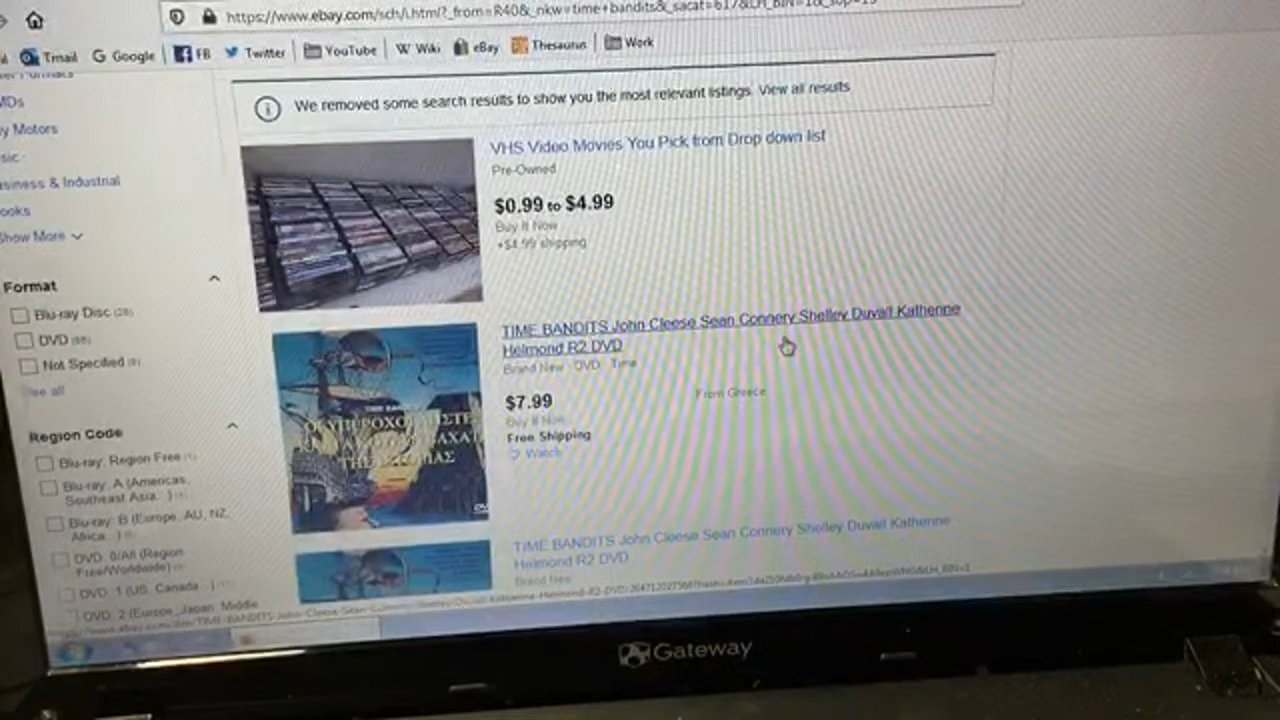 https://www.ebay.com/sch/i.html?_from=R40&_nkw=time+bandits&_sacat=617&LH_BIN=1&_sop=15
Tmail
Google
FB
Twitter
YouTube
W Wiki
eBay
Thesaurus
Work
We removed some search results to show you the most relevant listings. View all results
Show More
Format
Blu-ray Disc (28)
DVD
Not Specified
Region Code
Blu-ray: Region Free
Blu-ray: A (Americas,
Southeast Asia...)
Blu-ray: B (Europe, AU, NZ,
Africa...)
DVD: 0/All (Region
Free/Worldwide)
DVD: 1 (US, Canada...)
DVD: 2 (Europe, Japan, Middle
VHS Video Movies You Pick from Drop down list
Pre-Owned
$0.99 to $4.99
Buy It Now
+$4.99 shipping
TIME BANDITS John Cleese Sean Connery Shelley Duvall Katherine
Helmond R2 DVD
Brand New DVD Time
$7.99
From Greece
Buy It Now
Free Shipping
Watch
TIME BANDITS John Cleese Sean Connery Shelley Duvall Katherine
Helmond R2 DVD
Brand New
Gateway